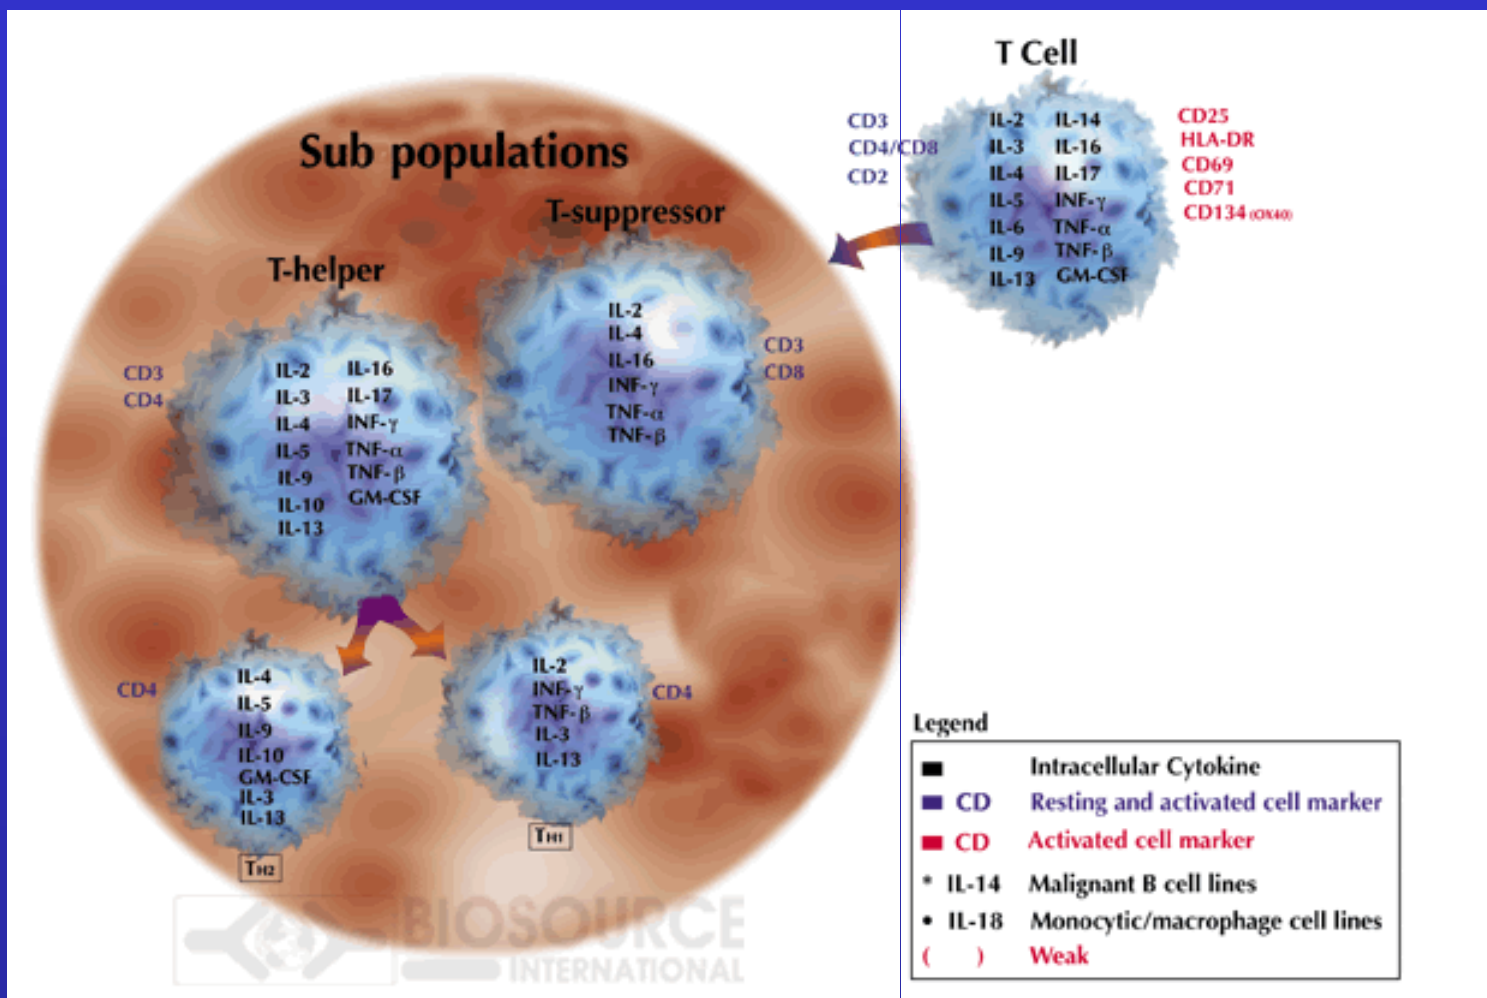 T Cell
CD3
CD4/CD8
CD2
IL-2
IL-3
IL-4
IL-5
IL-6
IL-9
IL-13
IL-14
IL-16
IL-17
INF-γ
TNF-α
TNF-β
GM-CSF
CD25
HLA-DR
CD69
CD71
CD134 (OX40)
Sub populations
T-suppressor
IL-2
IL-4
IL-16
INF-γ
TNF-α
TNF-β
CD3
CD8
T-helper
CD3
CD4
IL-2
IL-3
IL-4
IL-5
IL-9
IL-10
IL-13
IL-16
IL-17
INF-γ
TNF-α
TNF-β
GM-CSF
CD4
IL-4
IL-5
IL-9
IL-10
GM-CSF
IL-3
IL-13
TH2
IL-2
INF-γ
TNF-β
IL-3
IL-13
CD4
TH1
Legend
Intracellular Cytokine
CD Resting and activated cell marker
CD Activated cell marker
* IL-14 Malignant B cell lines
• IL-18 Monocytic/macrophage cell lines
( ) Weak
BIOSOURCE
INTERNATIONAL